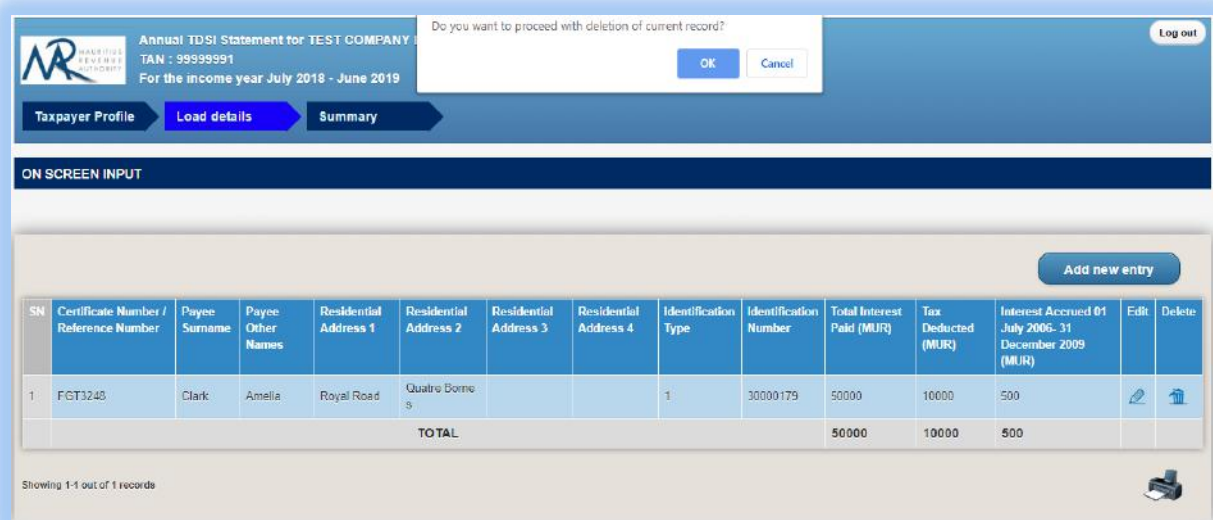 Do you want to proceed with deletion of current record?
OK Cancel
Log out
MAURITIUS
REVENUE
AUTHORITY
Annual TDSI Statement for TEST COMPANY
TAN : 99999991
For the income year July 2018 - June 2019
Taxpayer Profile Load details Summary
ON SCREEN INPUT
Add new entry
SN Certificate Number / Payee Payee Residential Residential Residential Residential Identification Identification Total Interest Tax Interest Accrued 01 Edit Delete
Reference Number Surname Other Address 1 Address 2 Address 3 Address 4 Type Number Paid (MUR) Deducted July 2006- 31
Names (MUR) December 2009
(MUR)
1 FGT3248 Clark Amelia Royal Road Quatre Borne 1 30000179 50000 10000 500
s
TOTAL 50000 10000 500
Showing 1-1 out of 1 records